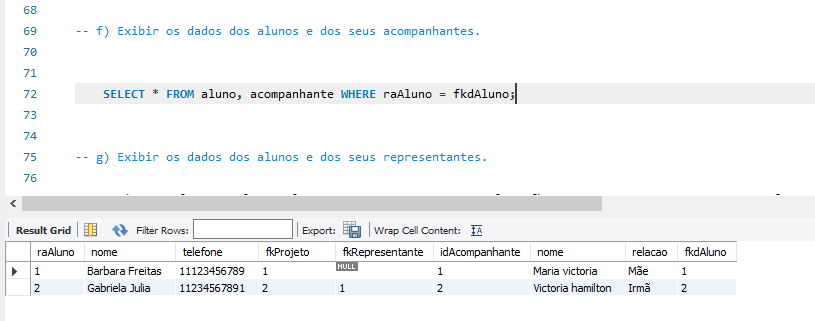 68
69 -- f) Exibir os dados dos alunos e dos seus acompanhantes.
70
71
72 SELECT * FROM aluno, acompanhante WHERE raAluno = fkdAluno;
73
74
75 -- g) Exibir os dados dos alunos e dos seus representantes.
76
Result Grid Filter Rows: Export: Wrap Cell Content:
raAluno nome telefone fkProjeto fkRepresentante idAcompanhante nome relacao fkdAluno
1 Barbara Freitas 11123456789 1 NULL 1 Maria victoria Mãe 1
2 Gabriela Julia 11234567891 2 1 2 Victoria hamilton Irmã 2